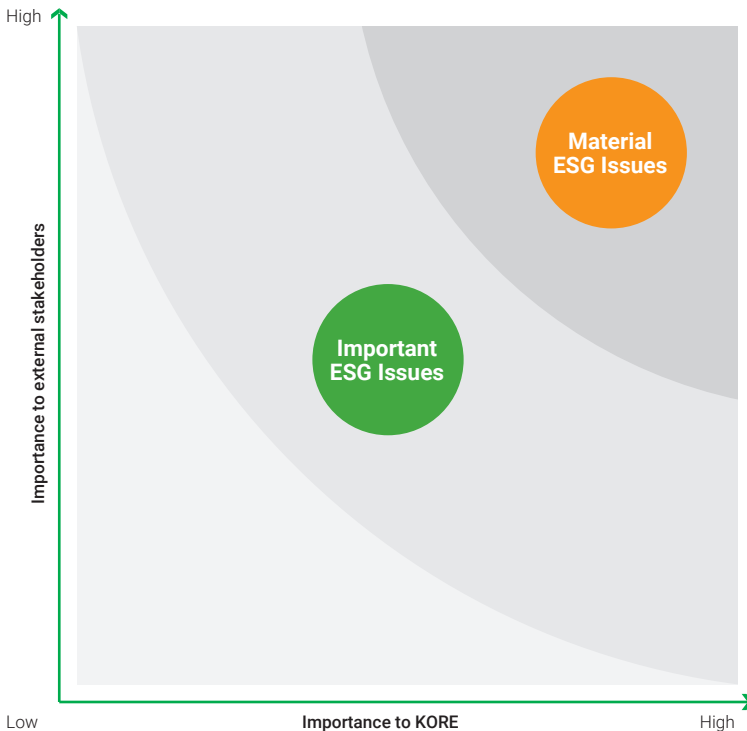 High
Material
ESG Issues
Importance to external stakeholders
Important
ESG Issues
Low
Importance to KORE
High